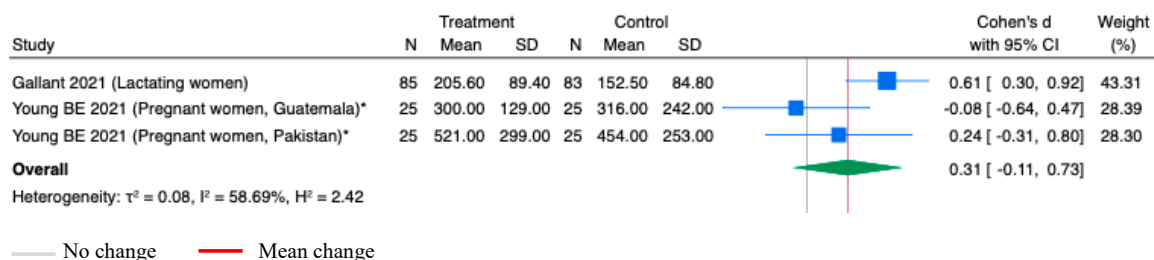 Treatment Control Cohen's d Weight
Study N Mean SD N Mean SD with 95% CI (%)
Gallant 2021 (Lactating women) 85 205.60 89.40 83 152.50 84.80 0.61 [ 0.30, 0.92] 43.31
Young BE 2021 (Pregnant women, Guatemala)* 25 300.00 129.00 25 316.00 242.00 -0.08 [ -0.64, 0.47] 28.39
Young BE 2021 (Pregnant women, Pakistan)* 25 521.00 299.00 25 454.00 253.00 0.24 [ -0.31, 0.80] 28.30
Overall 0.31 [ -0.11, 0.73]
Heterogeneity: τ² = 0.08, I² = 58.69%, H² = 2.42
No change Mean change